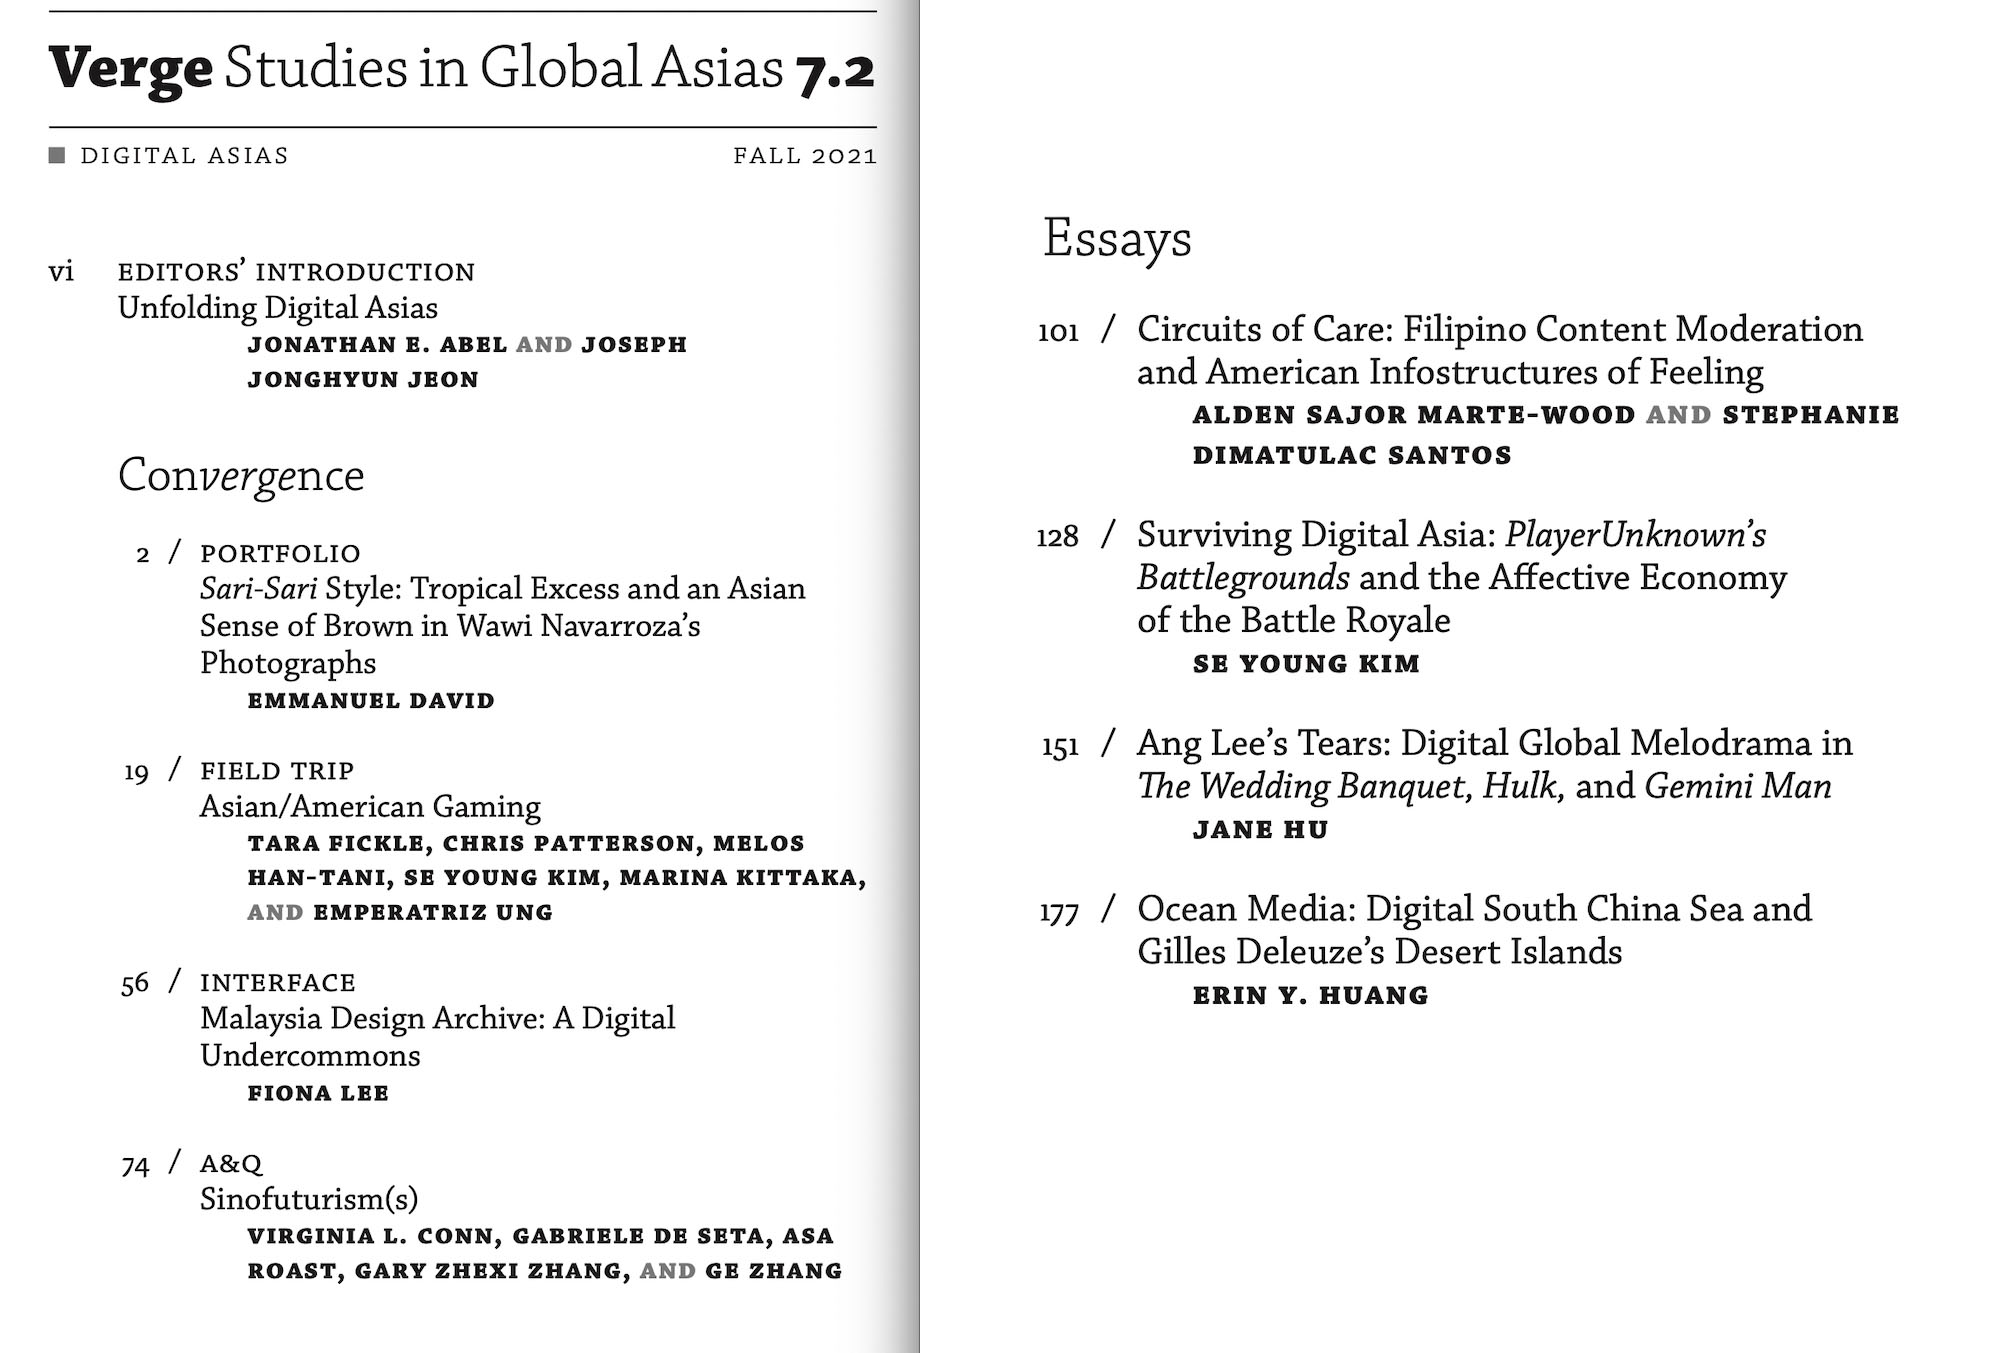 Verge Studies in Global Asias 7.2
DIGITAL ASIAS FALL 2021
vi EDITORS’ INTRODUCTION
Unfolding Digital Asias
JONATHAN E. ABEL AND JOSEPH
JONGHYUN JEON
Convergence
2 / PORTFOLIO
Sari-Sari Style: Tropical Excess and an Asian
Sense of Brown in Wawi Navarroza’s
Photographs
EMMANUEL DAVID
19 / FIELD TRIP
Asian/American Gaming
TARA FICKLE, CHRIS PATTERSON, MELOS
HAN-TANI, SE YOUNG KIM, MARINA KITTAKA,
AND EMPERATRIZ UNG
56 / INTERFACE
Malaysia Design Archive: A Digital
Undercommons
FIONA LEE
74 / A&Q
Sinofuturism(s)
VIRGINIA L. CONN, GABRIELE DE SETA, ASA
ROAST, GARY ZHEXI ZHANG, AND GE ZHANG
Essays
101 / Circuits of Care: Filipino Content Moderation
and American Infostructures of Feeling
ALDEN SAJOR MARTE-WOOD AND STEPHANIE
DIMATULAC SANTOS
128 / Surviving Digital Asia: PlayerUnknown’s
Battlegrounds and the Affective Economy
of the Battle Royale
SE YOUNG KIM
151 / Ang Lee’s Tears: Digital Global Melodrama in
The Wedding Banquet, Hulk, and Gemini Man
JANE HU
177 / Ocean Media: Digital South China Sea and
Gilles Deleuze’s Desert Islands
ERIN Y. HUANG